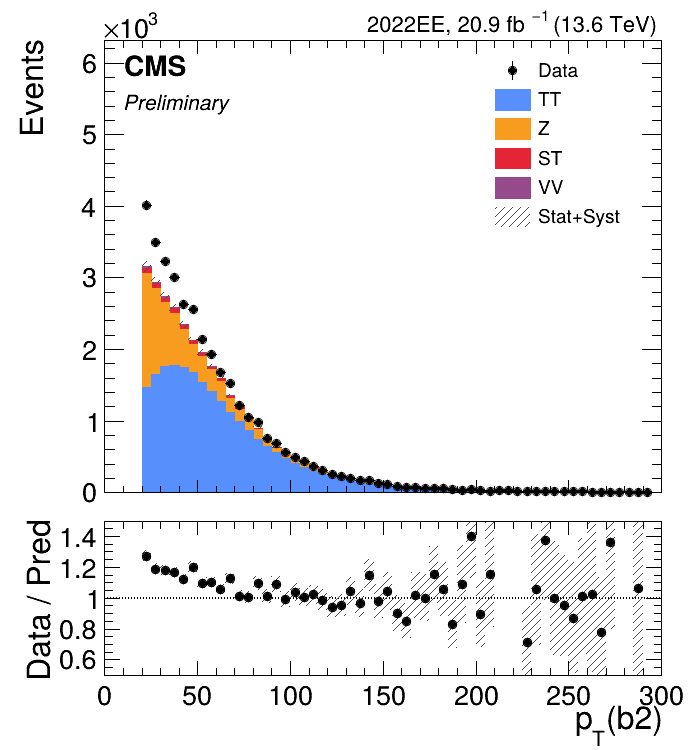 ×10³ 2022EE, 20.9 fb⁻¹ (13.6 TeV)
CMS
Preliminary
Events
6
5
4
3
2
1
0
Data
TT
Z
ST
VV
Stat+Syst
Data / Pred
1.4
1.2
1
0.8
0.6
0 50 100 150 200 250 300
p_T(b2)